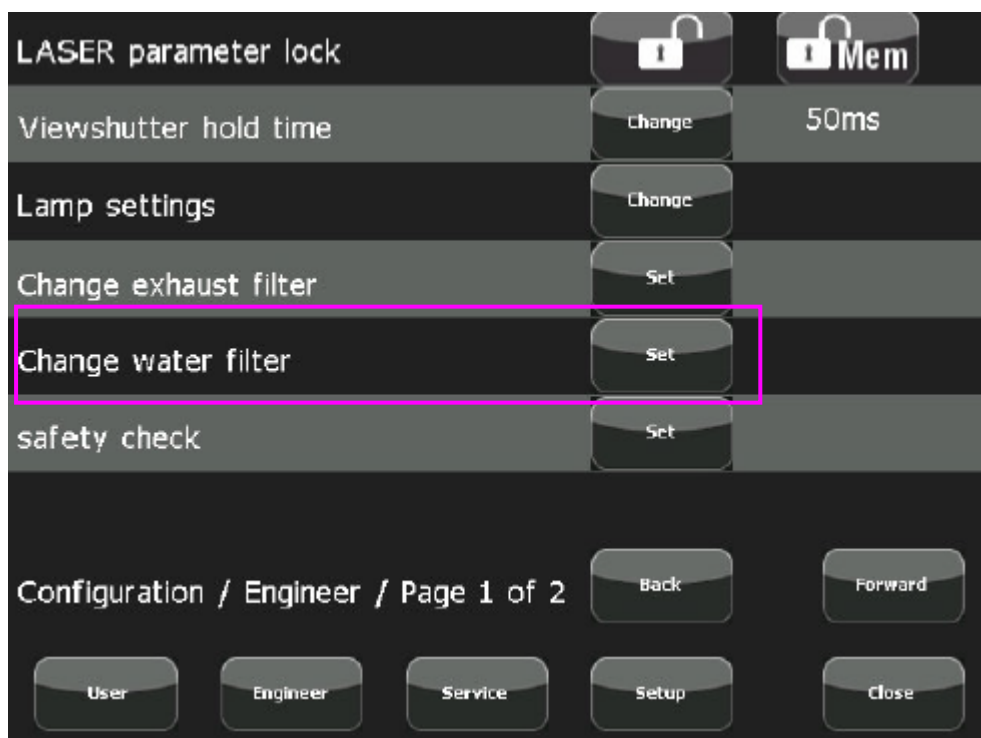 LASER parameter lock Mem
Viewshutter hold time Change 50ms
Lamp settings Change
Change exhaust filter Set
Change water filter Set
safety check Set
Configuration / Engineer / Page 1 of 2 Back Forward
User Engineer Service Setup Close